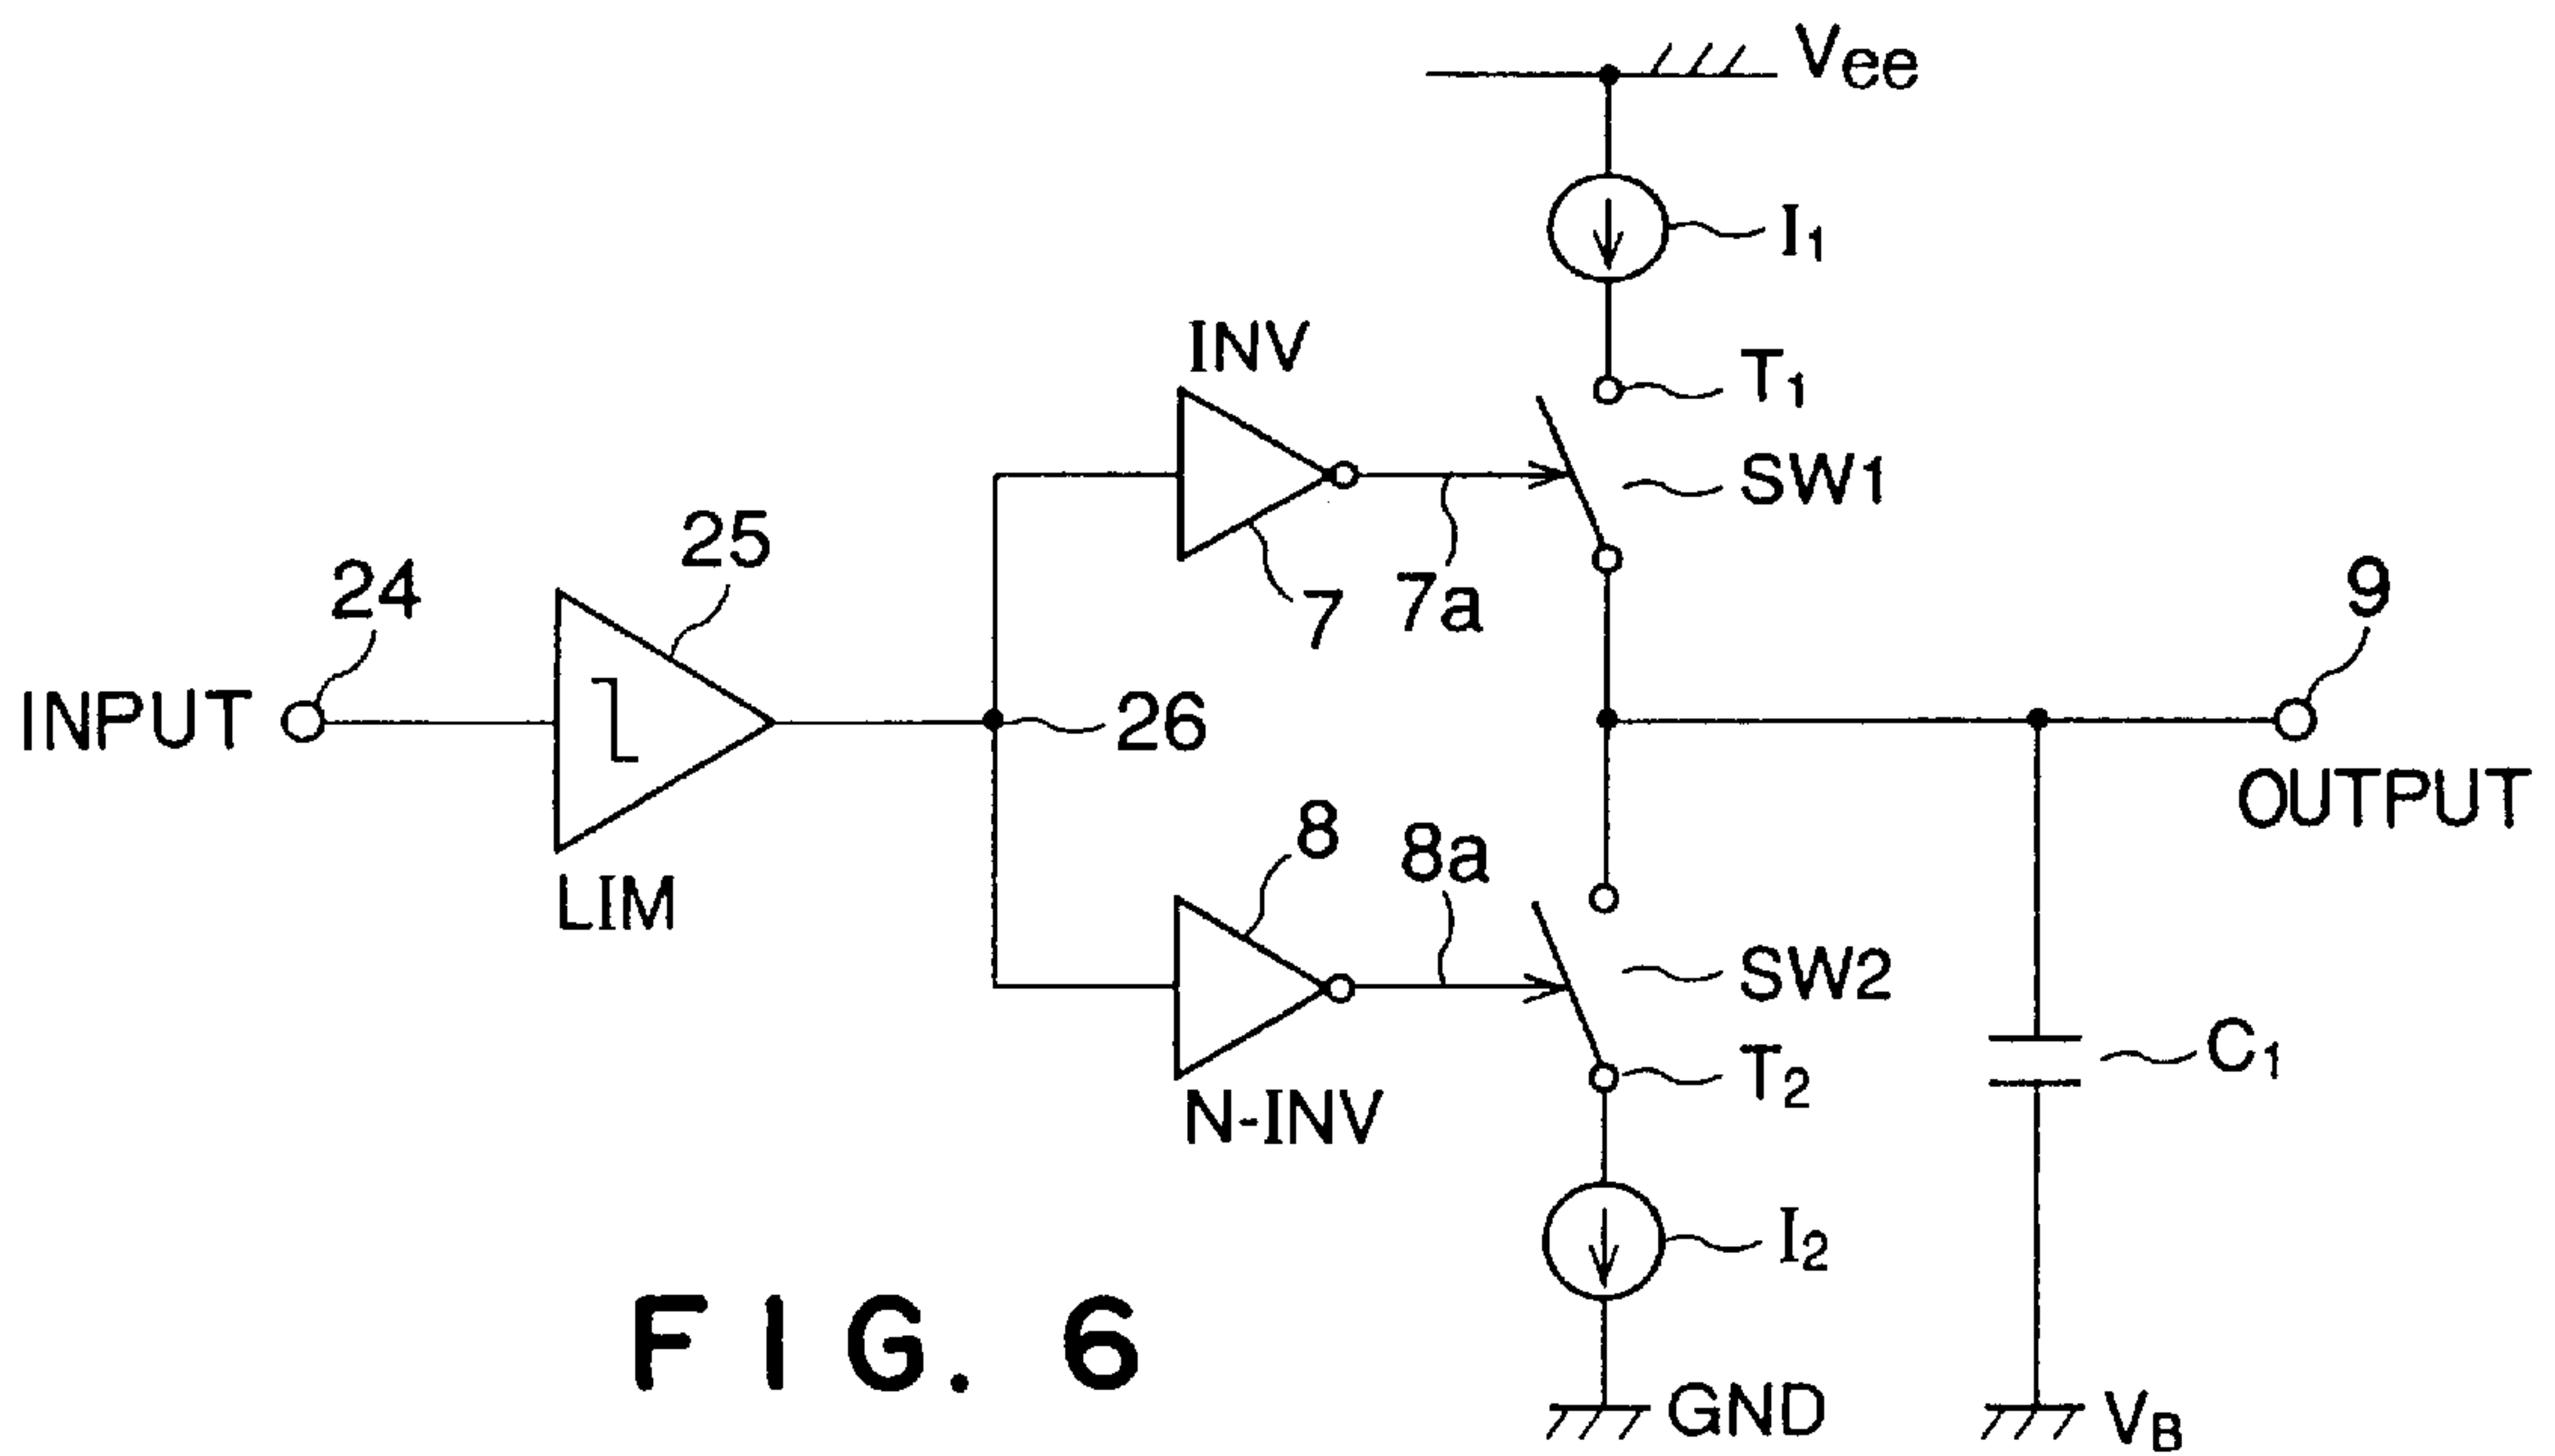 Vee
I1
INV
T1
25
SW1
24
7a
7
9
INPUT
26
8
8a
OUTPUT
LIM
SW2
C1
T2
N-INV
I2
FIG. 6
GND
VB